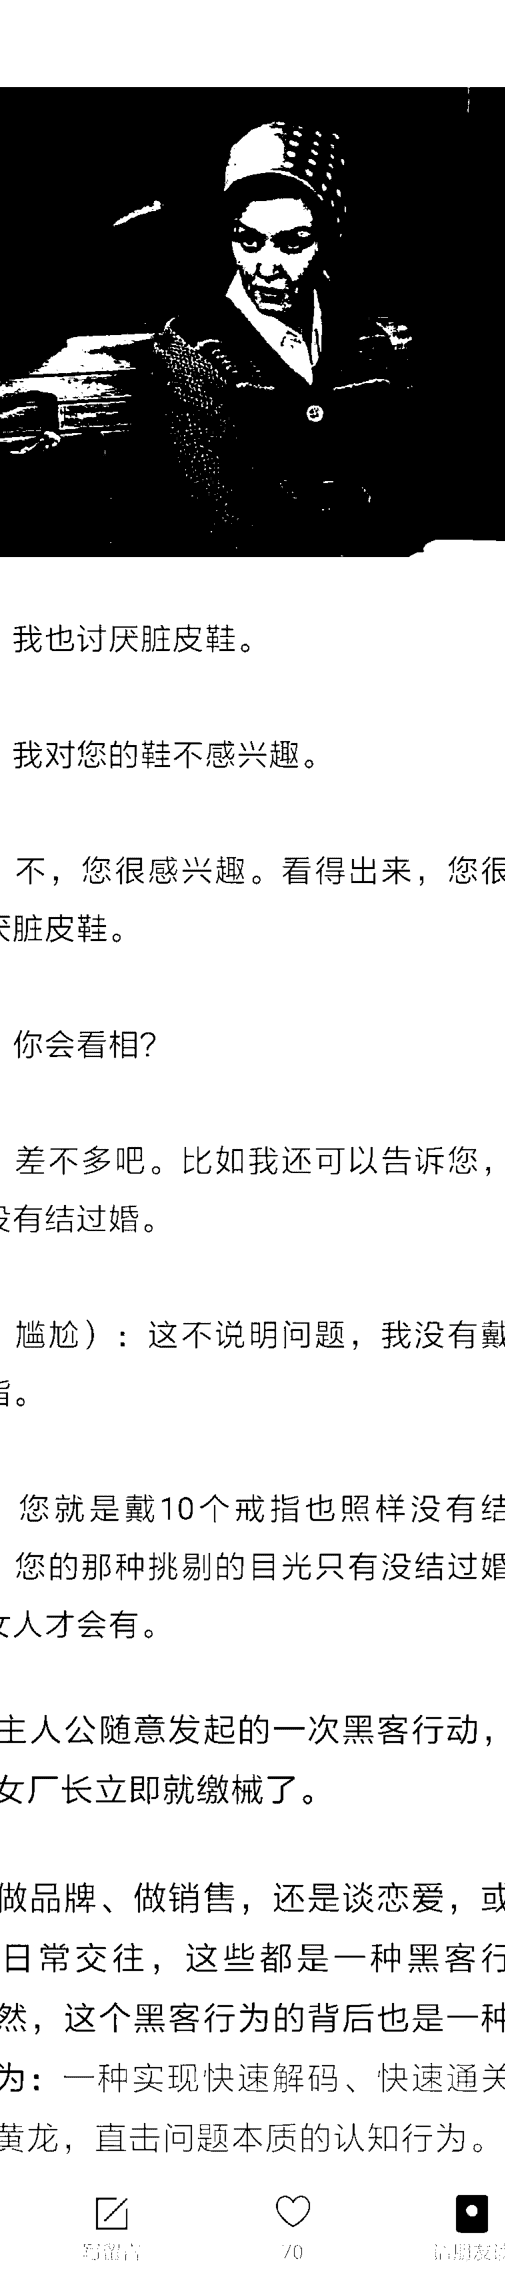 我也讨厌脏皮鞋。
我对您的鞋不感兴趣。
不，您很感兴趣。看得出来，您很
厌脏皮鞋。
你会看相？
差不多吧。比如我还可以告诉您，
没有结过婚。
尴尬）：这不说明问题，我没有戴
指。
您就是戴10个戒指也照样没有结
您的那种挑剔的目光只有没结过婚
女人才会有。
主人公随意发起的一次黑客行动，
女厂长立即就缴械了。
做品牌、做销售，还是谈恋爱，或
日常交往，这些都是一种黑客行
然，这个黑客行为的背后也是一种
为：一种实现快速解码、快速通关
黄龙，直击问题本质的认知行为。
写留言 70